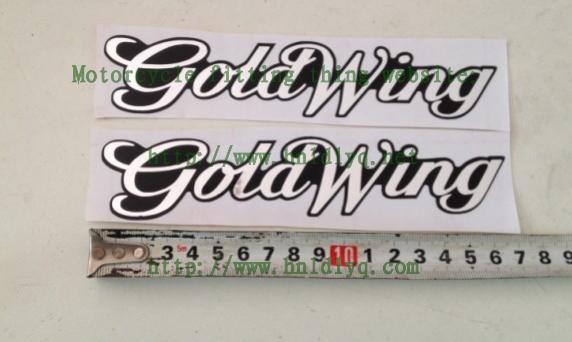 GoldWing
Motorcycle fitting thing website
GoldWing
http://www.hnldlyq.net
3 5m 4 5 6 7 8 9 10 1 2 3 4 5 6 7 8 9
http://www.hnldlyq.com